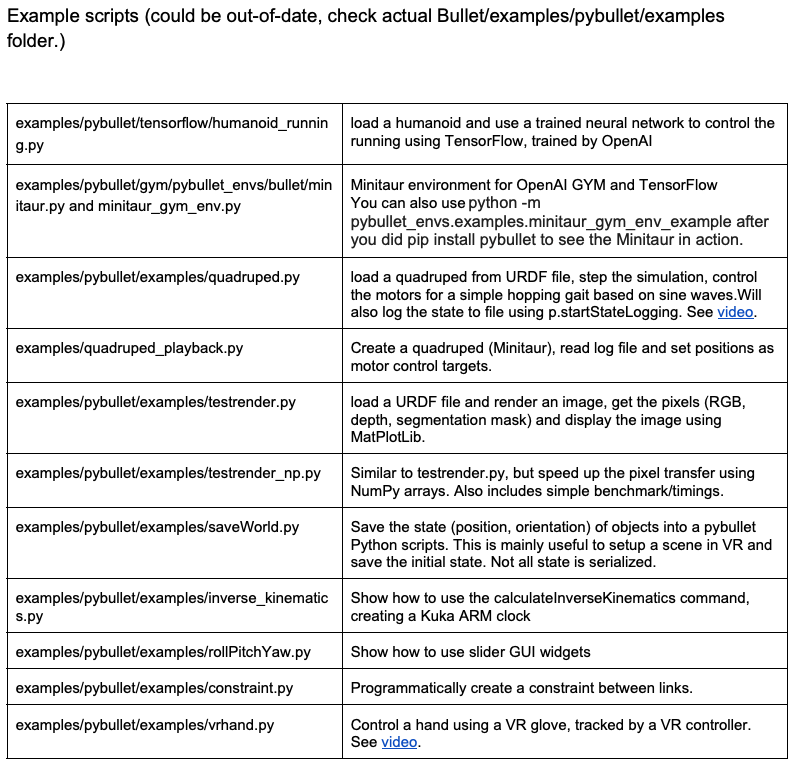 Example scripts (could be out-of-date, check actual Bullet/examples/pybullet/examples
folder.)
examples/pybullet/tensorflow/humanoid_runnin
g.py
load a humanoid and use a trained neural network to control the
running using TensorFlow, trained by OpenAI
examples/pybullet/gym/pybullet_envs/bullet/min
itaur.py and minitaur_gym_env.py
Minitaur environment for OpenAI GYM and TensorFlow
You can also use python -m
pybullet_envs.examples.minitaur_gym_env_example after
you did pip install pybullet to see the Minitaur in action.
examples/pybullet/examples/quadruped.py
load a quadruped from URDF file, step the simulation, control
the motors for a simple hopping gait based on sine waves.Will
also log the state to file using p.startStateLogging. See video.
examples/quadruped_playback.py
Create a quadruped (Minitaur), read log file and set positions as
motor control targets.
examples/pybullet/examples/testrender.py
load a URDF file and render an image, get the pixels (RGB,
depth, segmentation mask) and display the image using
MatPlotLib.
examples/pybullet/examples/testrender_np.py
Similar to testrender.py, but speed up the pixel transfer using
NumPy arrays. Also includes simple benchmark/timings.
examples/pybullet/examples/saveWorld.py
Save the state (position, orientation) of objects into a pybullet
Python scripts. This is mainly useful to setup a scene in VR and
save the initial state. Not all state is serialized.
examples/pybullet/examples/inverse_kinematic
s.py
Show how to use the calculateInverseKinematics command,
creating a Kuka ARM clock
examples/pybullet/examples/rollPitchYaw.py
Show how to use slider GUI widgets
examples/pybullet/examples/constraint.py
Programmatically create a constraint between links.
examples/pybullet/examples/vrhand.py
Control a hand using a VR glove, tracked by a VR controller.
See video.